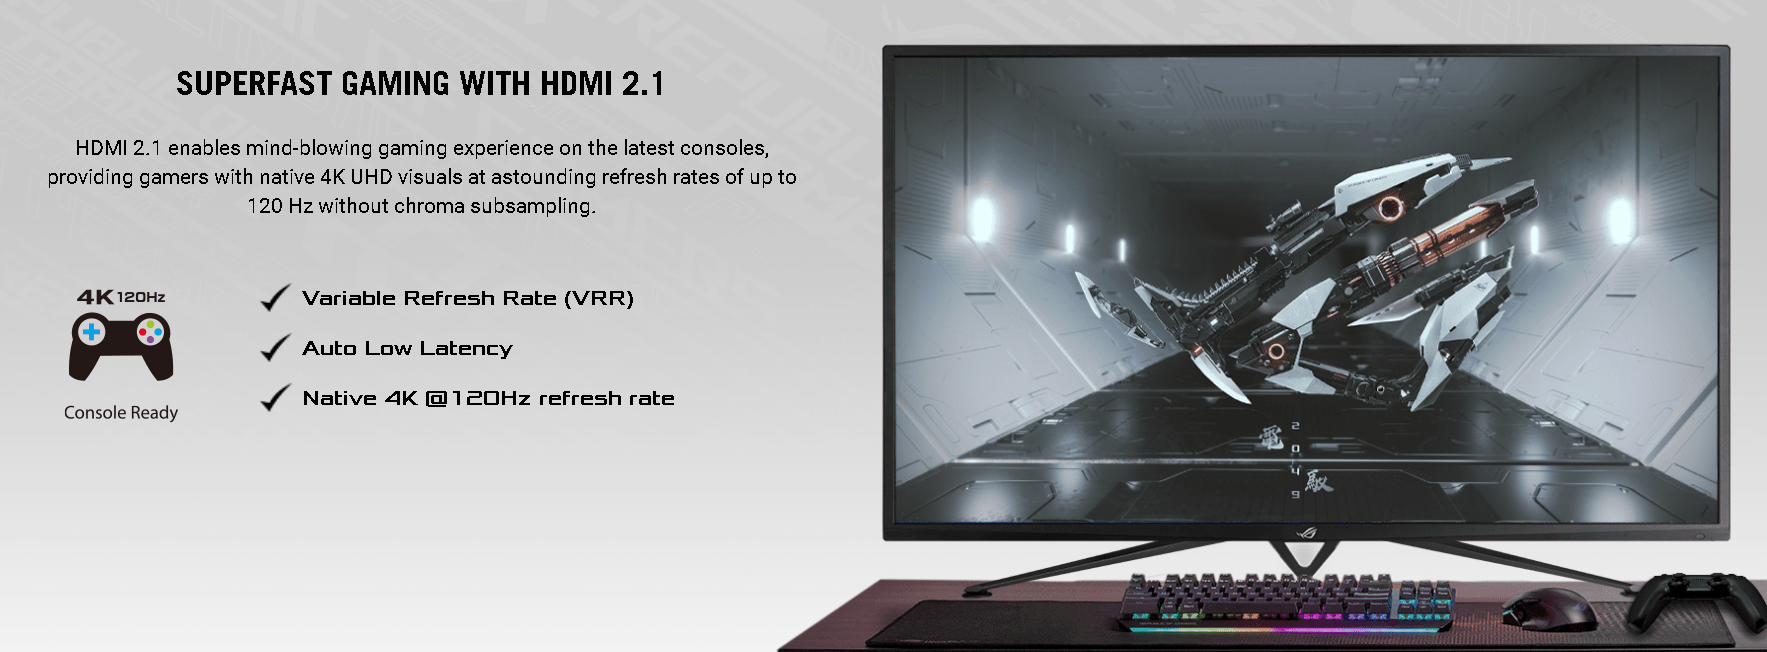 SUPERFAST GAMING WITH HDMI 2.1
HDMI 2.1 enables mind-blowing gaming experience on the latest consoles,
providing gamers with native 4K UHD visuals at astounding refresh rates of up to
120 Hz without chroma subsampling.
4K 120Hz
Console Ready
Variable Refresh Rate (VRR)
Auto Low Latency
Native 4K @120Hz refresh rate
2
0
4
9
REPUBLIC OF GAMERS